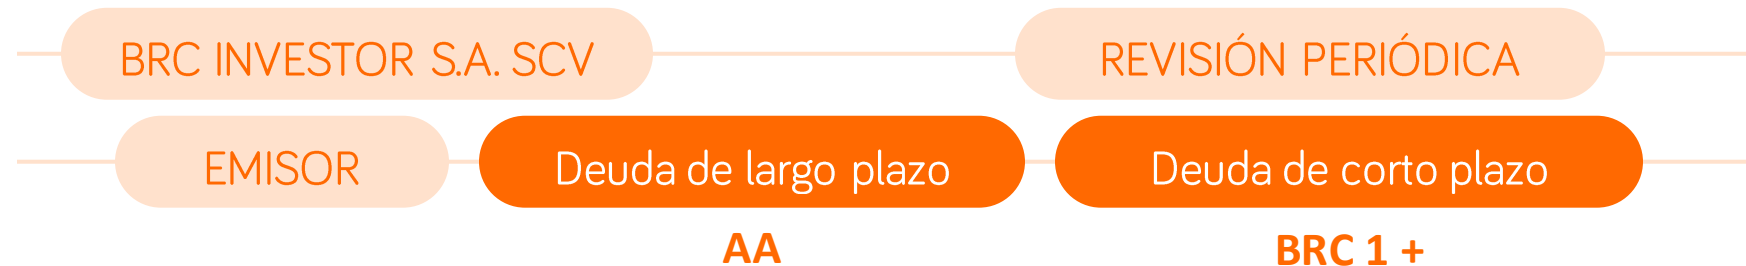 BRC INVESTOR S.A. SCV
REVISIÓN PERIÓDICA
EMISOR
Deuda de largo plazo
Deuda de corto plazo
AA
BRC 1 +